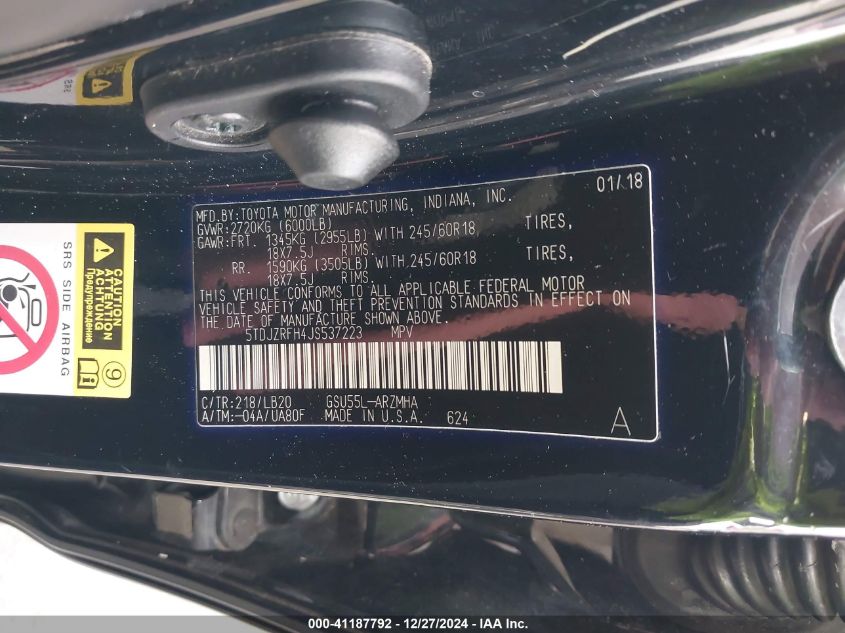 MFD.BY:TOYOTA MOTOR MANUFACTURING, INDIANA, INC. 01/18
GVWR:2720KG (6000LB)
GAWR:FRT. 1345KG (2955LB) WITH 245/60R18 TIRES,
18X7.5J RIMS.
RR. 1590KG (3505LB) WITH 245/60R18 TIRES,
18X7.5J RIMS.
THIS VEHICLE CONFORMS TO ALL APPLICABLE FEDERAL MOTOR
VEHICLE SAFETY AND THEFT PREVENTION STANDARDS IN EFFECT ON
THE DATE OF MANUFACTURE SHOWN ABOVE.
5TDJZRFH4JS537223 MPV
C/TR:218/LB20 GSU55L-ARZMHA
A/TM:-04A/UA80F MADE IN U.S.A. 624 A
CAUTION
ATTENTION
ACHTUNG
Предупреждение
9
SRS SIDE AIRBAG
000-41187792 - 12/27/2024 - IAA Inc.